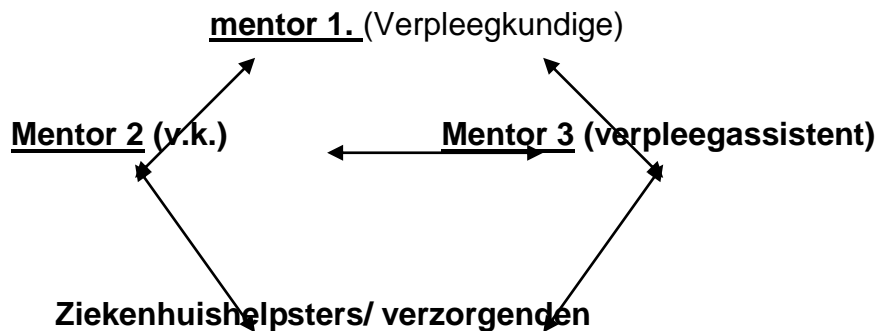 mentor 1. (Verpleegkundige)
Mentor 2 (v.k.) Mentor 3 (verpleegassistent)
Ziekenhuishelpsters/ verzorgenden